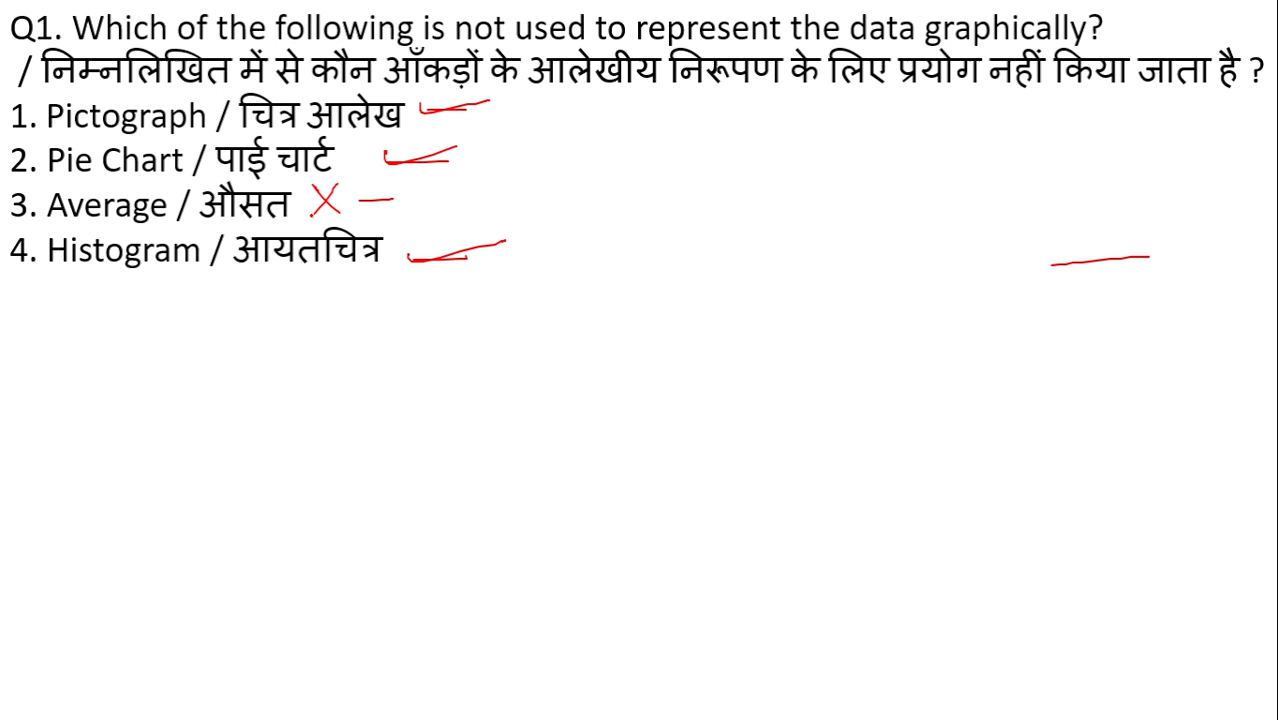 Q1. Which of the following is not used to represent the data graphically?
/ निम्नलिखित में से कौन आँकड़ों के आलेखीय निरूपण के लिए प्रयोग नहीं किया जाता है ?
1. Pictograph / चित्र आलेख
2. Pie Chart / पाई चार्ट
3. Average / औसत
4. Histogram / आयतचित्र